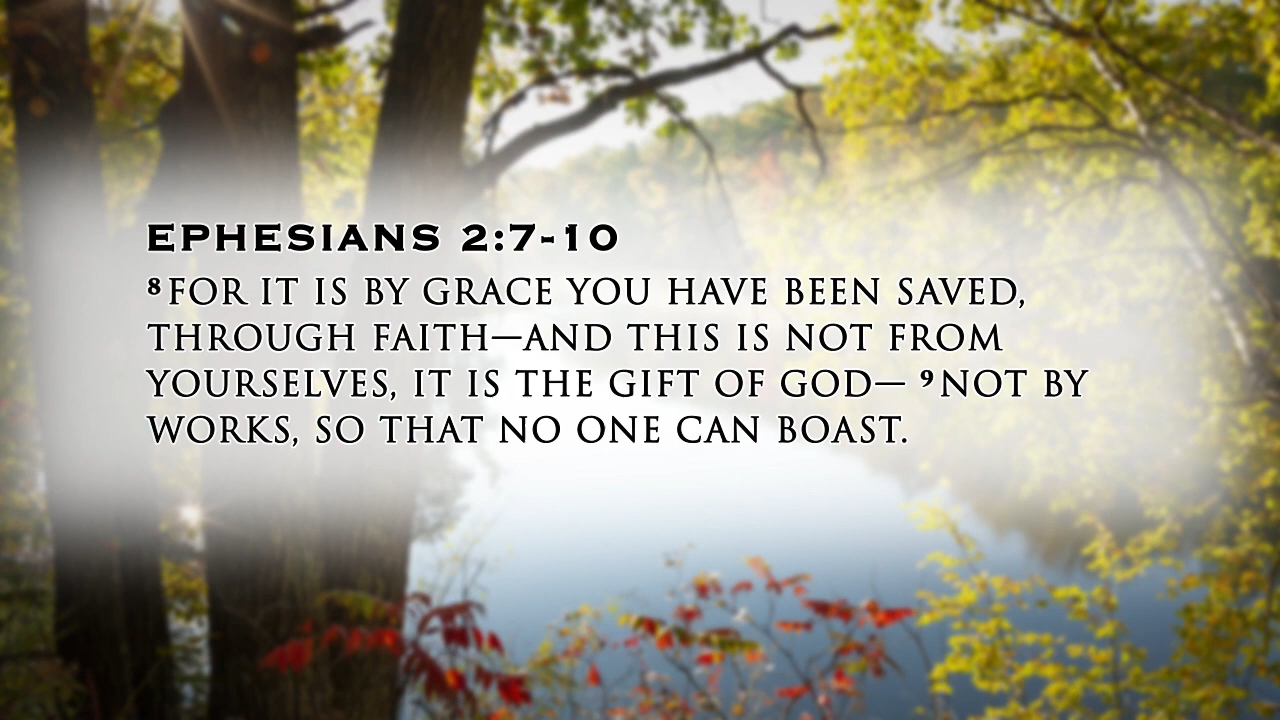 EPHESIANS 2:7-10
⁸FOR IT IS BY GRACE YOU HAVE BEEN SAVED,
THROUGH FAITH—AND THIS IS NOT FROM
YOURSELVES, IT IS THE GIFT OF GOD— ⁹NOT BY
WORKS, SO THAT NO ONE CAN BOAST.